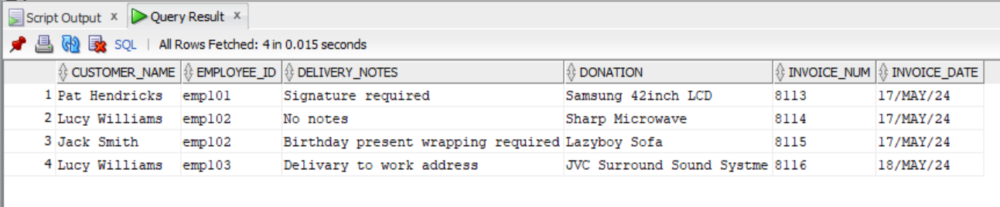 Script Output x Query Result x
SQL | All Rows Fetched: 4 in 0.015 seconds
CUSTOMER_NAME EMPLOYEE_ID DELIVERY_NOTES DONATION INVOICE_NUM INVOICE_DATE
1 Pat Hendricks emp101 Signature required Samsung 42inch LCD 8113 17/MAY/24
2 Lucy Williams emp102 No notes Sharp Microwave 8114 17/MAY/24
3 Jack Smith emp102 Birthday present wrapping required Lazyboy Sofa 8115 17/MAY/24
4 Lucy Williams emp103 Delivary to work address JVC Surround Sound Systme 8116 18/MAY/24